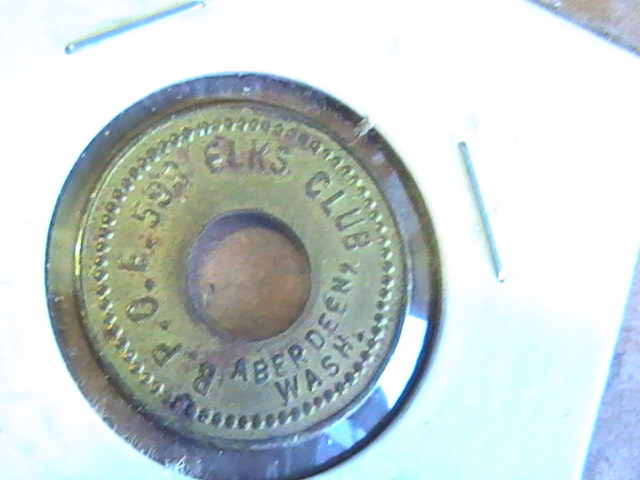 B.P.O.E. 593 ELKS CLUB
ABERDEEN,
WASH.